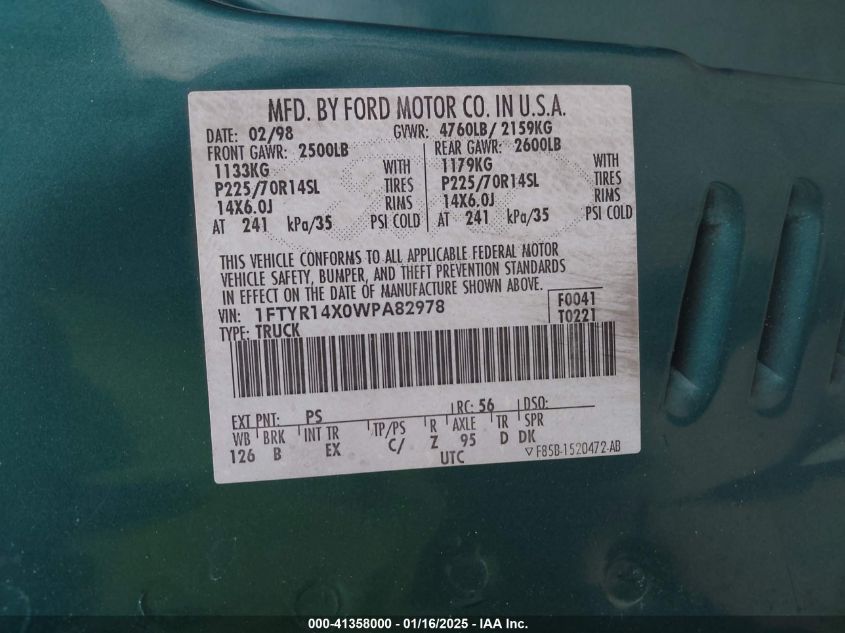 MFD. BY FORD MOTOR CO. IN U.S.A.
DATE: 02/98 GVWR: 4760LB/ 2159KG
FRONT GAWR: 2500LB REAR GAWR: 2600LB
1133KG WITH 1179KG WITH
P225/70R14SL TIRES P225/70R14SL TIRES
14X6.0J RIMS 14X6.0J RIMS
AT 241 kPa/35 PSI COLD AT 241 kPa/35 PSI COLD
THIS VEHICLE CONFORMS TO ALL APPLICABLE FEDERAL MOTOR
VEHICLE SAFETY, BUMPER, AND THEFT PREVENTION STANDARDS
IN EFFECT ON THE DATE OF MANUFACTURE SHOWN ABOVE.
VIN: 1FTYR14X0WPA82978 F0041
TYPE: TRUCK T0221
EXT PNT: PS RC: 56 DSO:
WB BRK INT TR TP/PS R AXLE TR SPR
126 B EX C/ Z 95 D DK
UTC F85B-1520472-AB
000-41358000 - 01/16/2025 - IAA Inc.